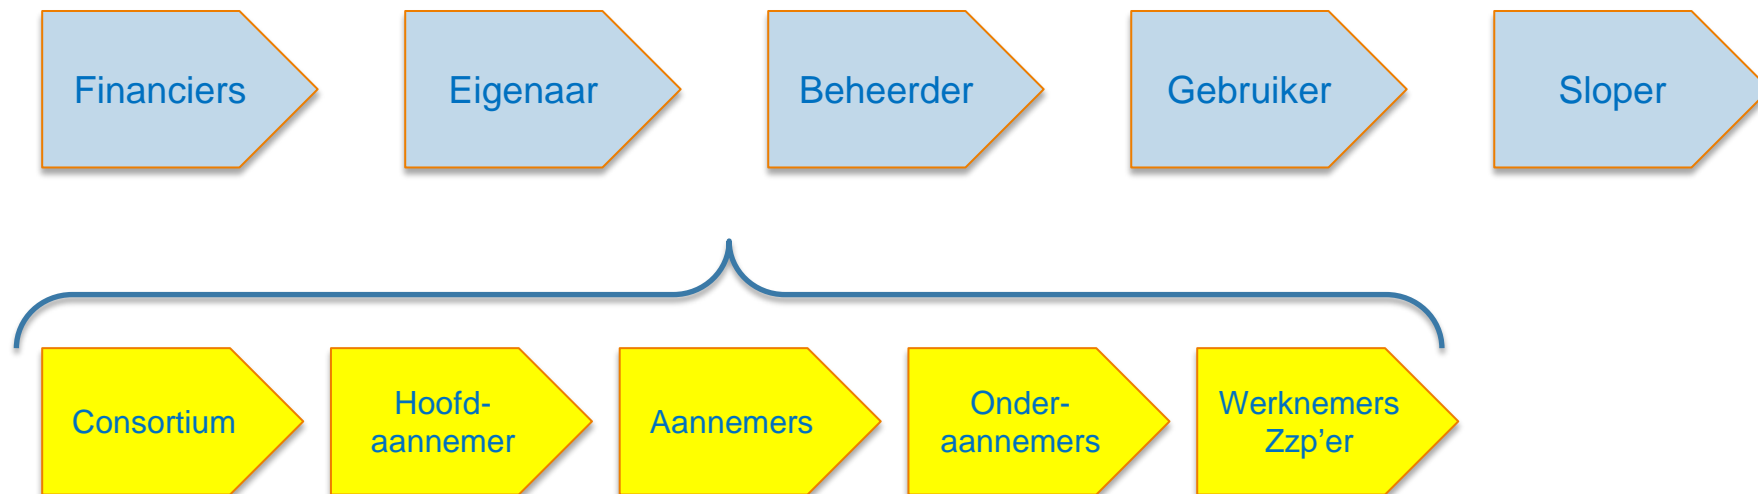 Financiers
Eigenaar
Beheerder
Gebruiker
Sloper
Consortium
Hoofd-
aannemer
Aannemers
Onder-
aannemers
Werknemers
Zzp’er